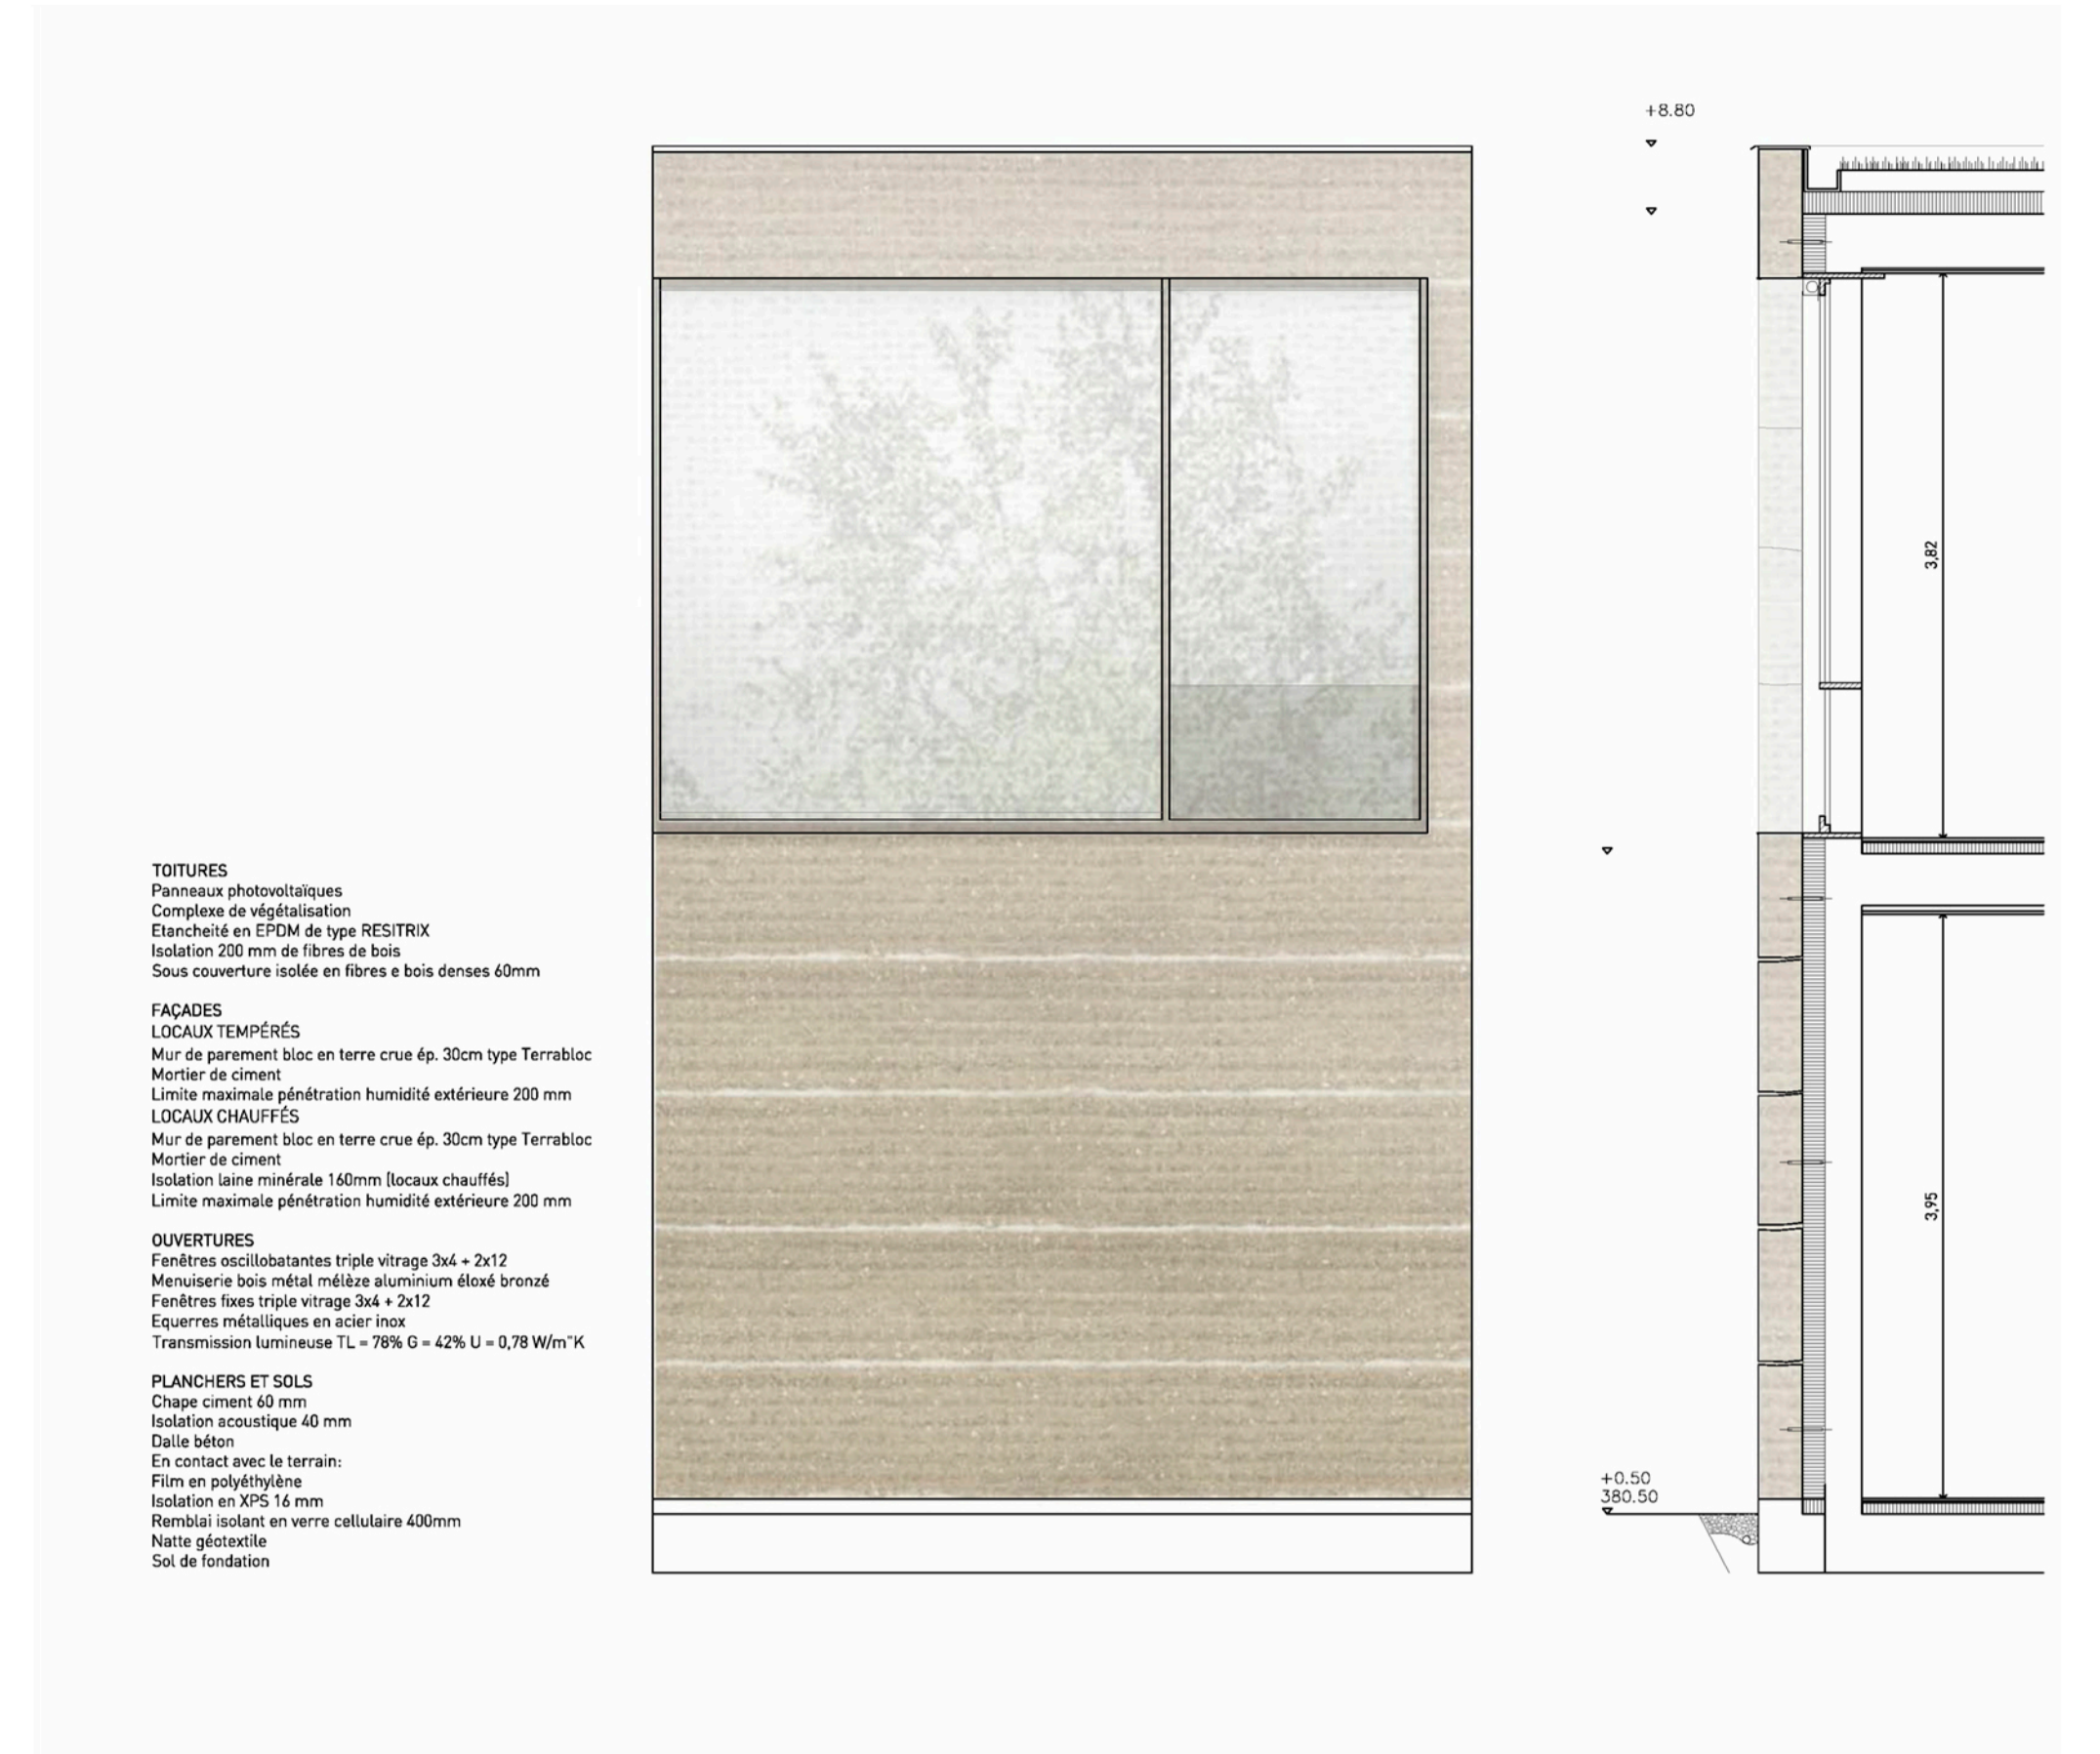 +8.80
3,82
TOITURES
Panneaux photovoltaïques
Complexe de végétalisation
Etancheité en EPDM de type RESITRIX
Isolation 200 mm de fibres de bois
Sous couverture isolée en fibres e bois denses 60mm
FAÇADES
LOCAUX TEMPÉRÉS
Mur de parement bloc en terre crue ép. 30cm type Terrabloc
Mortier de ciment
Limite maximale pénétration humidité extérieure 200 mm
LOCAUX CHAUFFÉS
Mur de parement bloc en terre crue ép. 30cm type Terrabloc
Mortier de ciment
Isolation laine minérale 160mm (locaux chauffés)
Limite maximale pénétration humidité extérieure 200 mm
OUVERTURES
Fenêtres oscillobatantes triple vitrage 3x4 + 2x12
Menuiserie bois métal mélèze aluminium éloxé bronzé
Fenêtres fixes triple vitrage 3x4 + 2x12
Equerres métalliques en acier inox
Transmission lumineuse TL = 78% G = 42% U = 0,78 W/m"K
PLANCHERS ET SOLS
Chape ciment 60 mm
Isolation acoustique 40 mm
Dalle béton
En contact avec le terrain:
Film en polyéthylène
Isolation en XPS 16 mm
Remblai isolant en verre cellulaire 400mm
Natte géotextile
Sol de fondation
3,95
+0.50
380.50